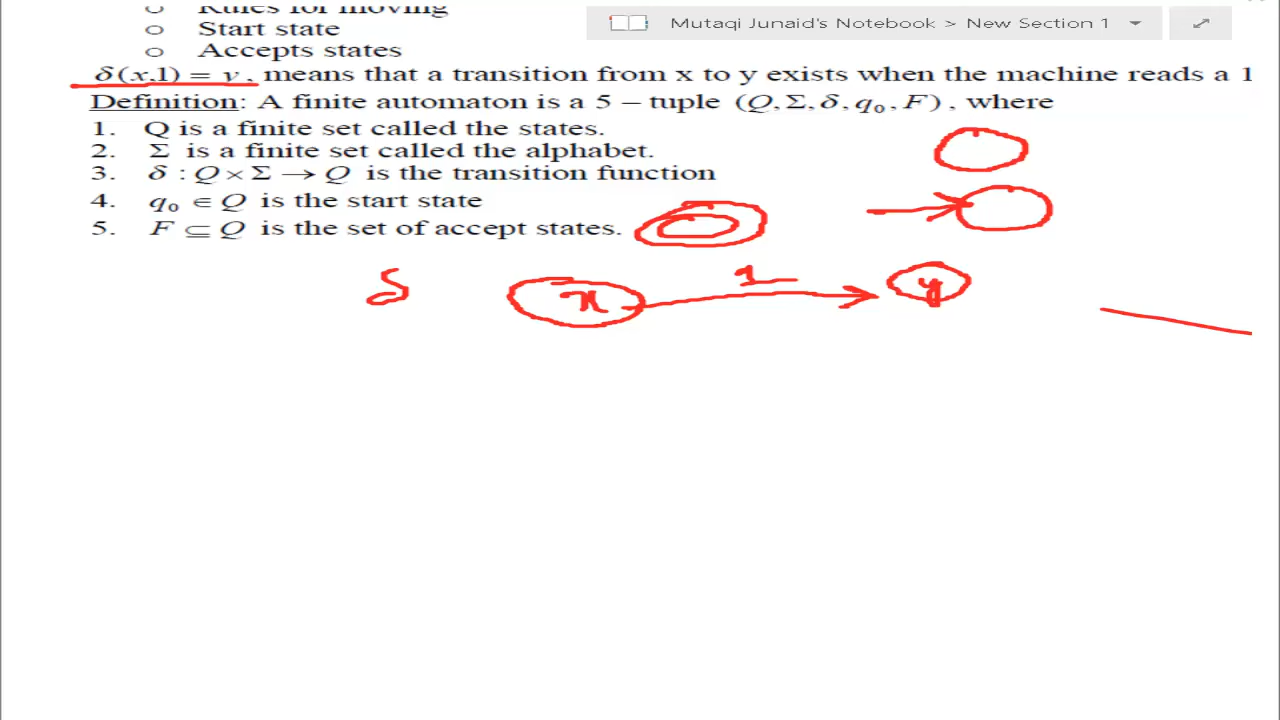 Rules for moving
Mutaqi Junaid's Notebook > New Section 1
○ Start state
○ Accepts states
δ(x,1) = y, means that a transition from x to y exists when the machine reads a 1
Definition: A finite automaton is a 5 – tuple (Q, Σ, δ, q₀, F), where
1. Q is a finite set called the states.
2. Σ is a finite set called the alphabet.
3. δ : Q × Σ → Q is the transition function
4. q₀ ∈ Q is the start state
5. F ⊆ Q is the set of accept states.
δ x 1 y